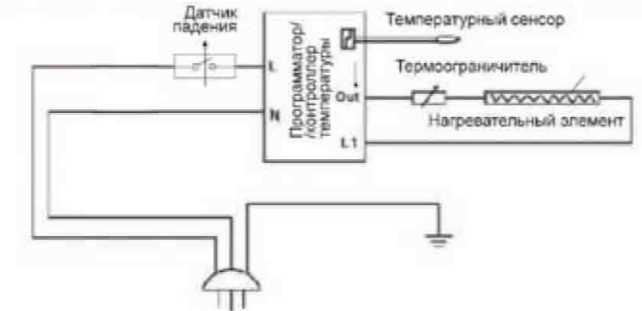 Датчик
падения
Температурный сенсор
L
Программатор/
/контроллер
температуры
Термоограничитель
Out
N
Нагревательный элемент
L1